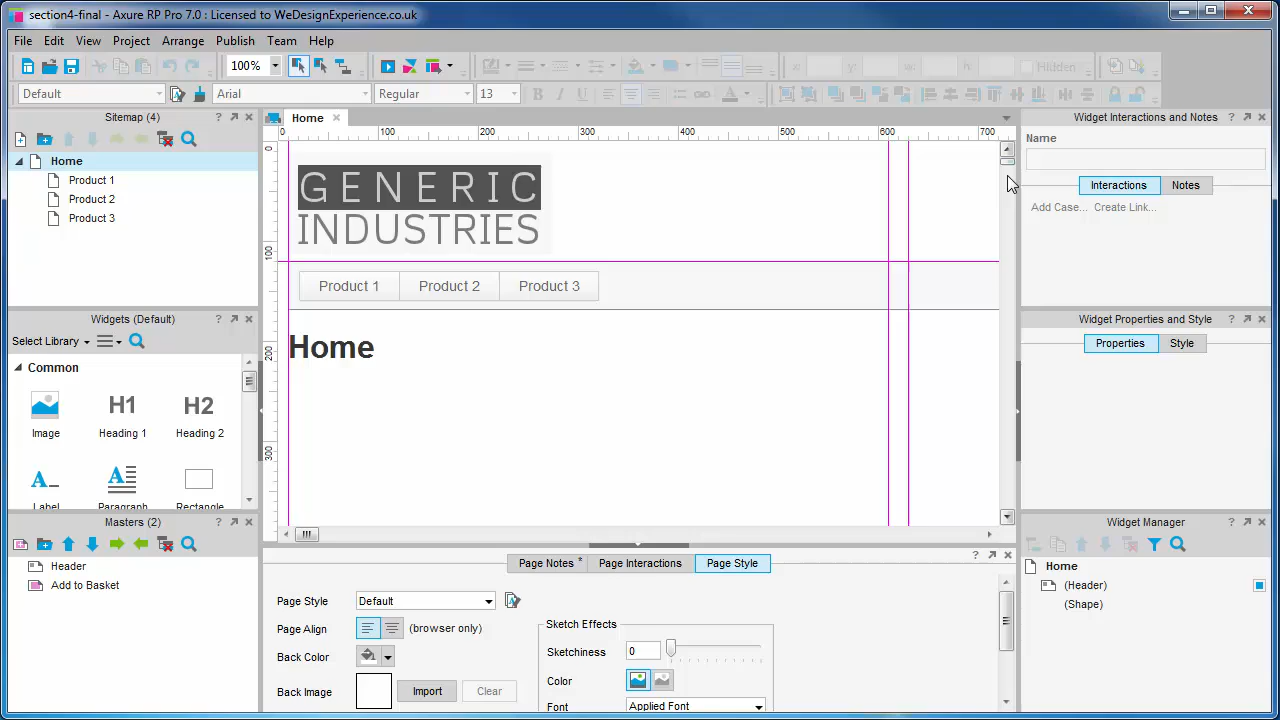 section4-final - Axure RP Pro 7.0 : Licensed to WeDesignExperience.co.uk
File Edit View Project Arrange Publish Team Help
100% x: y: w: h: Hidden
Default Arial Regular 13 B I U A
Sitemap (4) ?
Home
Product 1
Product 2
Product 3
Widgets (Default) ?
Select Library
Common
H1 H2
Image Heading 1 Heading 2
A
Label Paragraph Rectangle
Masters (2) ?
Header
Add to Basket
Home
0 100 200 300 400 500 600 700
0
100
200
300
GENERIC
INDUSTRIES
Product 1 Product 2 Product 3
Home
Page Notes * Page Interactions Page Style ?
Page Style Default
Page Align (browser only)
Back Color
Back Image Import Clear
Sketch Effects
Sketchiness 0
Color
Font Applied Font
Widget Interactions and Notes ?
Name
Interactions Notes
Add Case... Create Link...
Widget Properties and Style ?
Properties Style
Widget Manager ?
Home
(Header)
(Shape)